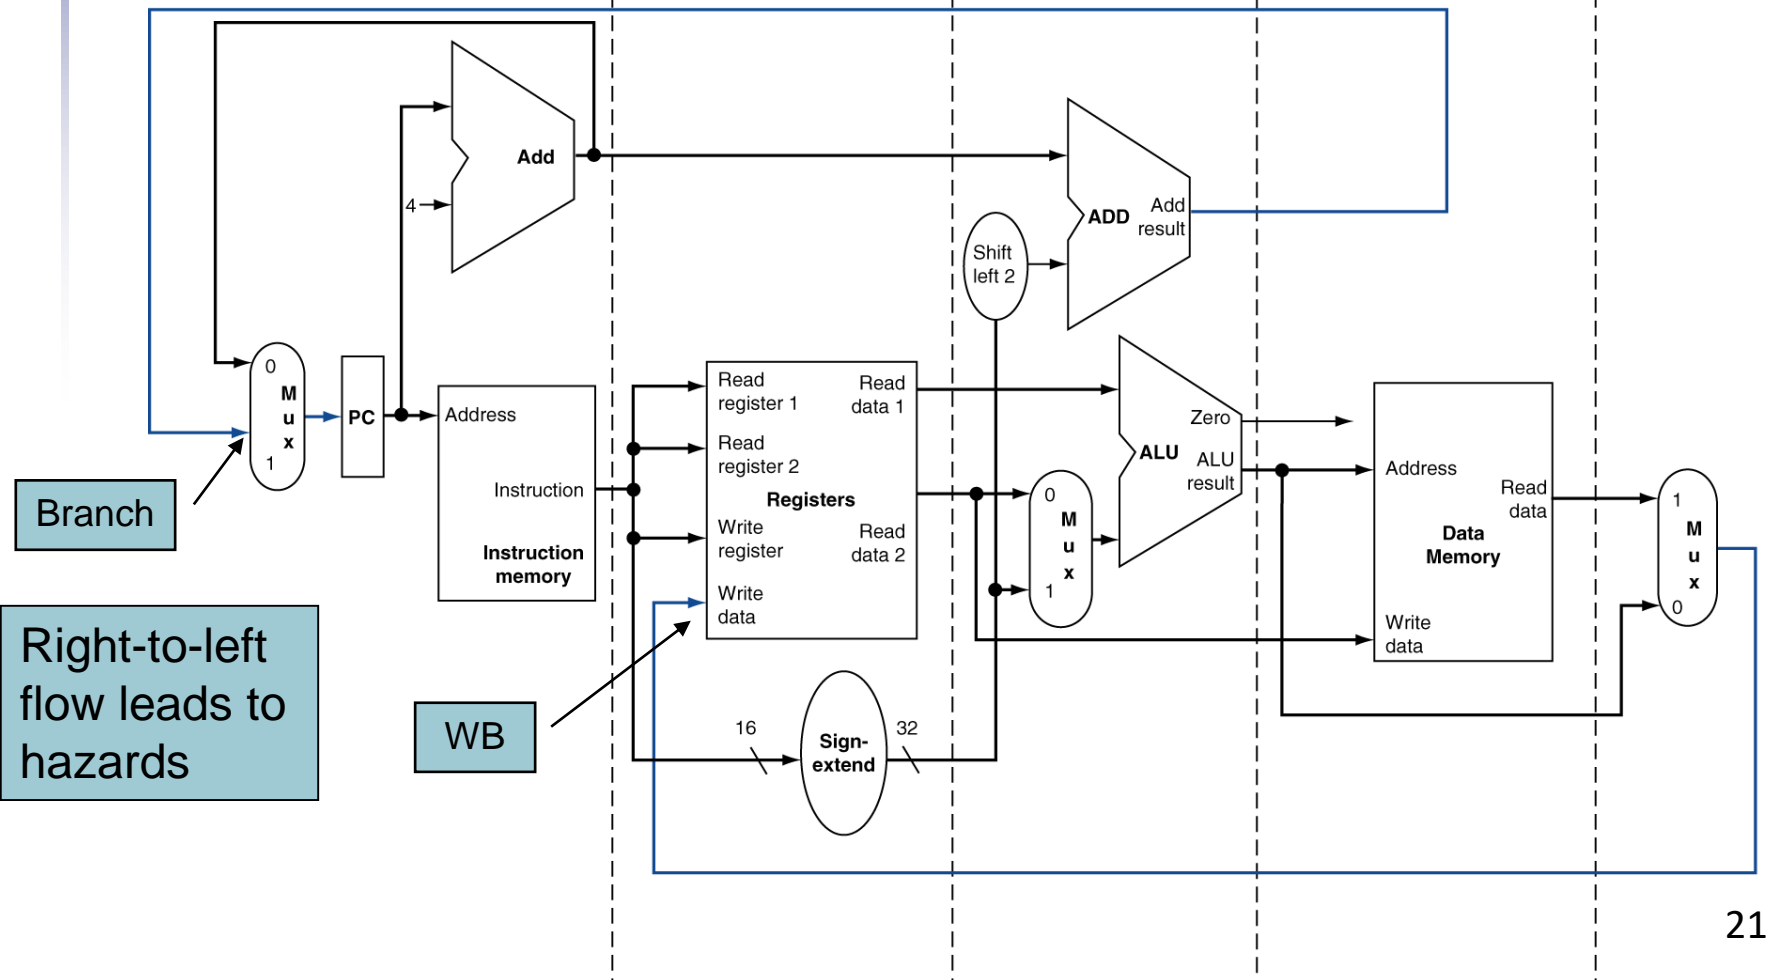 Add
4
0
M
u
x
1
PC
Address
Instruction
Instruction
memory
Branch
Right-to-left
flow leads to
hazards
WB
Read
register 1
Read
register 2
Registers
Write
register
Write
data
Read
data 1
Read
data 2
16
Sign-
extend
32
Shift
left 2
ADD
Add
result
0
M
u
x
1
Zero
ALU
ALU
result
Address
Read
data
Data
Memory
Write
data
1
M
u
x
0
21